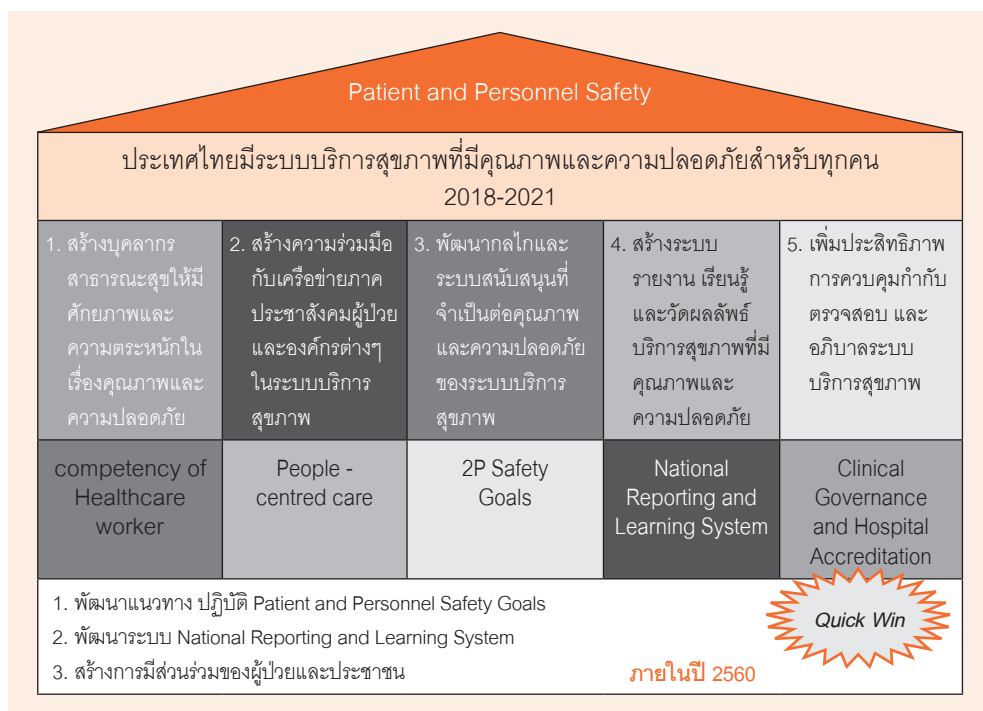 Patient and Personnel Safety
ประเทศไทยมีระบบบริการสุขภาพที่มีคุณภาพและความปลอดภัยสำหรับทุกคน
2018-2021
1. สร้างบุคลากร
สาธารณะสุขให้มี
ศักยภาพและ
ความตระหนักใน
เรื่องคุณภาพและ
ความปลอดภัย
2. สร้างความร่วมมือ
กับเครือข่ายภาค
ประชาสังคมผู้ป่วย
และองค์กรต่างๆ
ในระบบบริการ
สุขภาพ
3. พัฒนากลไกและ
ระบบสนับสนุนที่
จำเป็นต่อคุณภาพ
และความปลอดภัย
ของระบบบริการ
สุขภาพ
4. สร้างระบบ
รายงาน เรียนรู้
และวัดผลลัพธ์
บริการสุขภาพที่มี
คุณภาพและ
ความปลอดภัย
5. เพิ่มประสิทธิภาพ
การควบคุมกำกับ
ตรวจสอบ และ
อภิบาลระบบ
บริการสุขภาพ
competency of
Healthcare
worker
People -
centred care
2P Safety
Goals
National
Reporting and
Learning System
Clinical
Governance
and Hospital
Accreditation
1. พัฒนาแนวทาง ปฏิบัติ Patient and Personnel Safety Goals
2. พัฒนาระบบ National Reporting and Learning System
3. สร้างการมีส่วนร่วมของผู้ป่วยและประชาชน
ภายในปี 2560
Quick Win